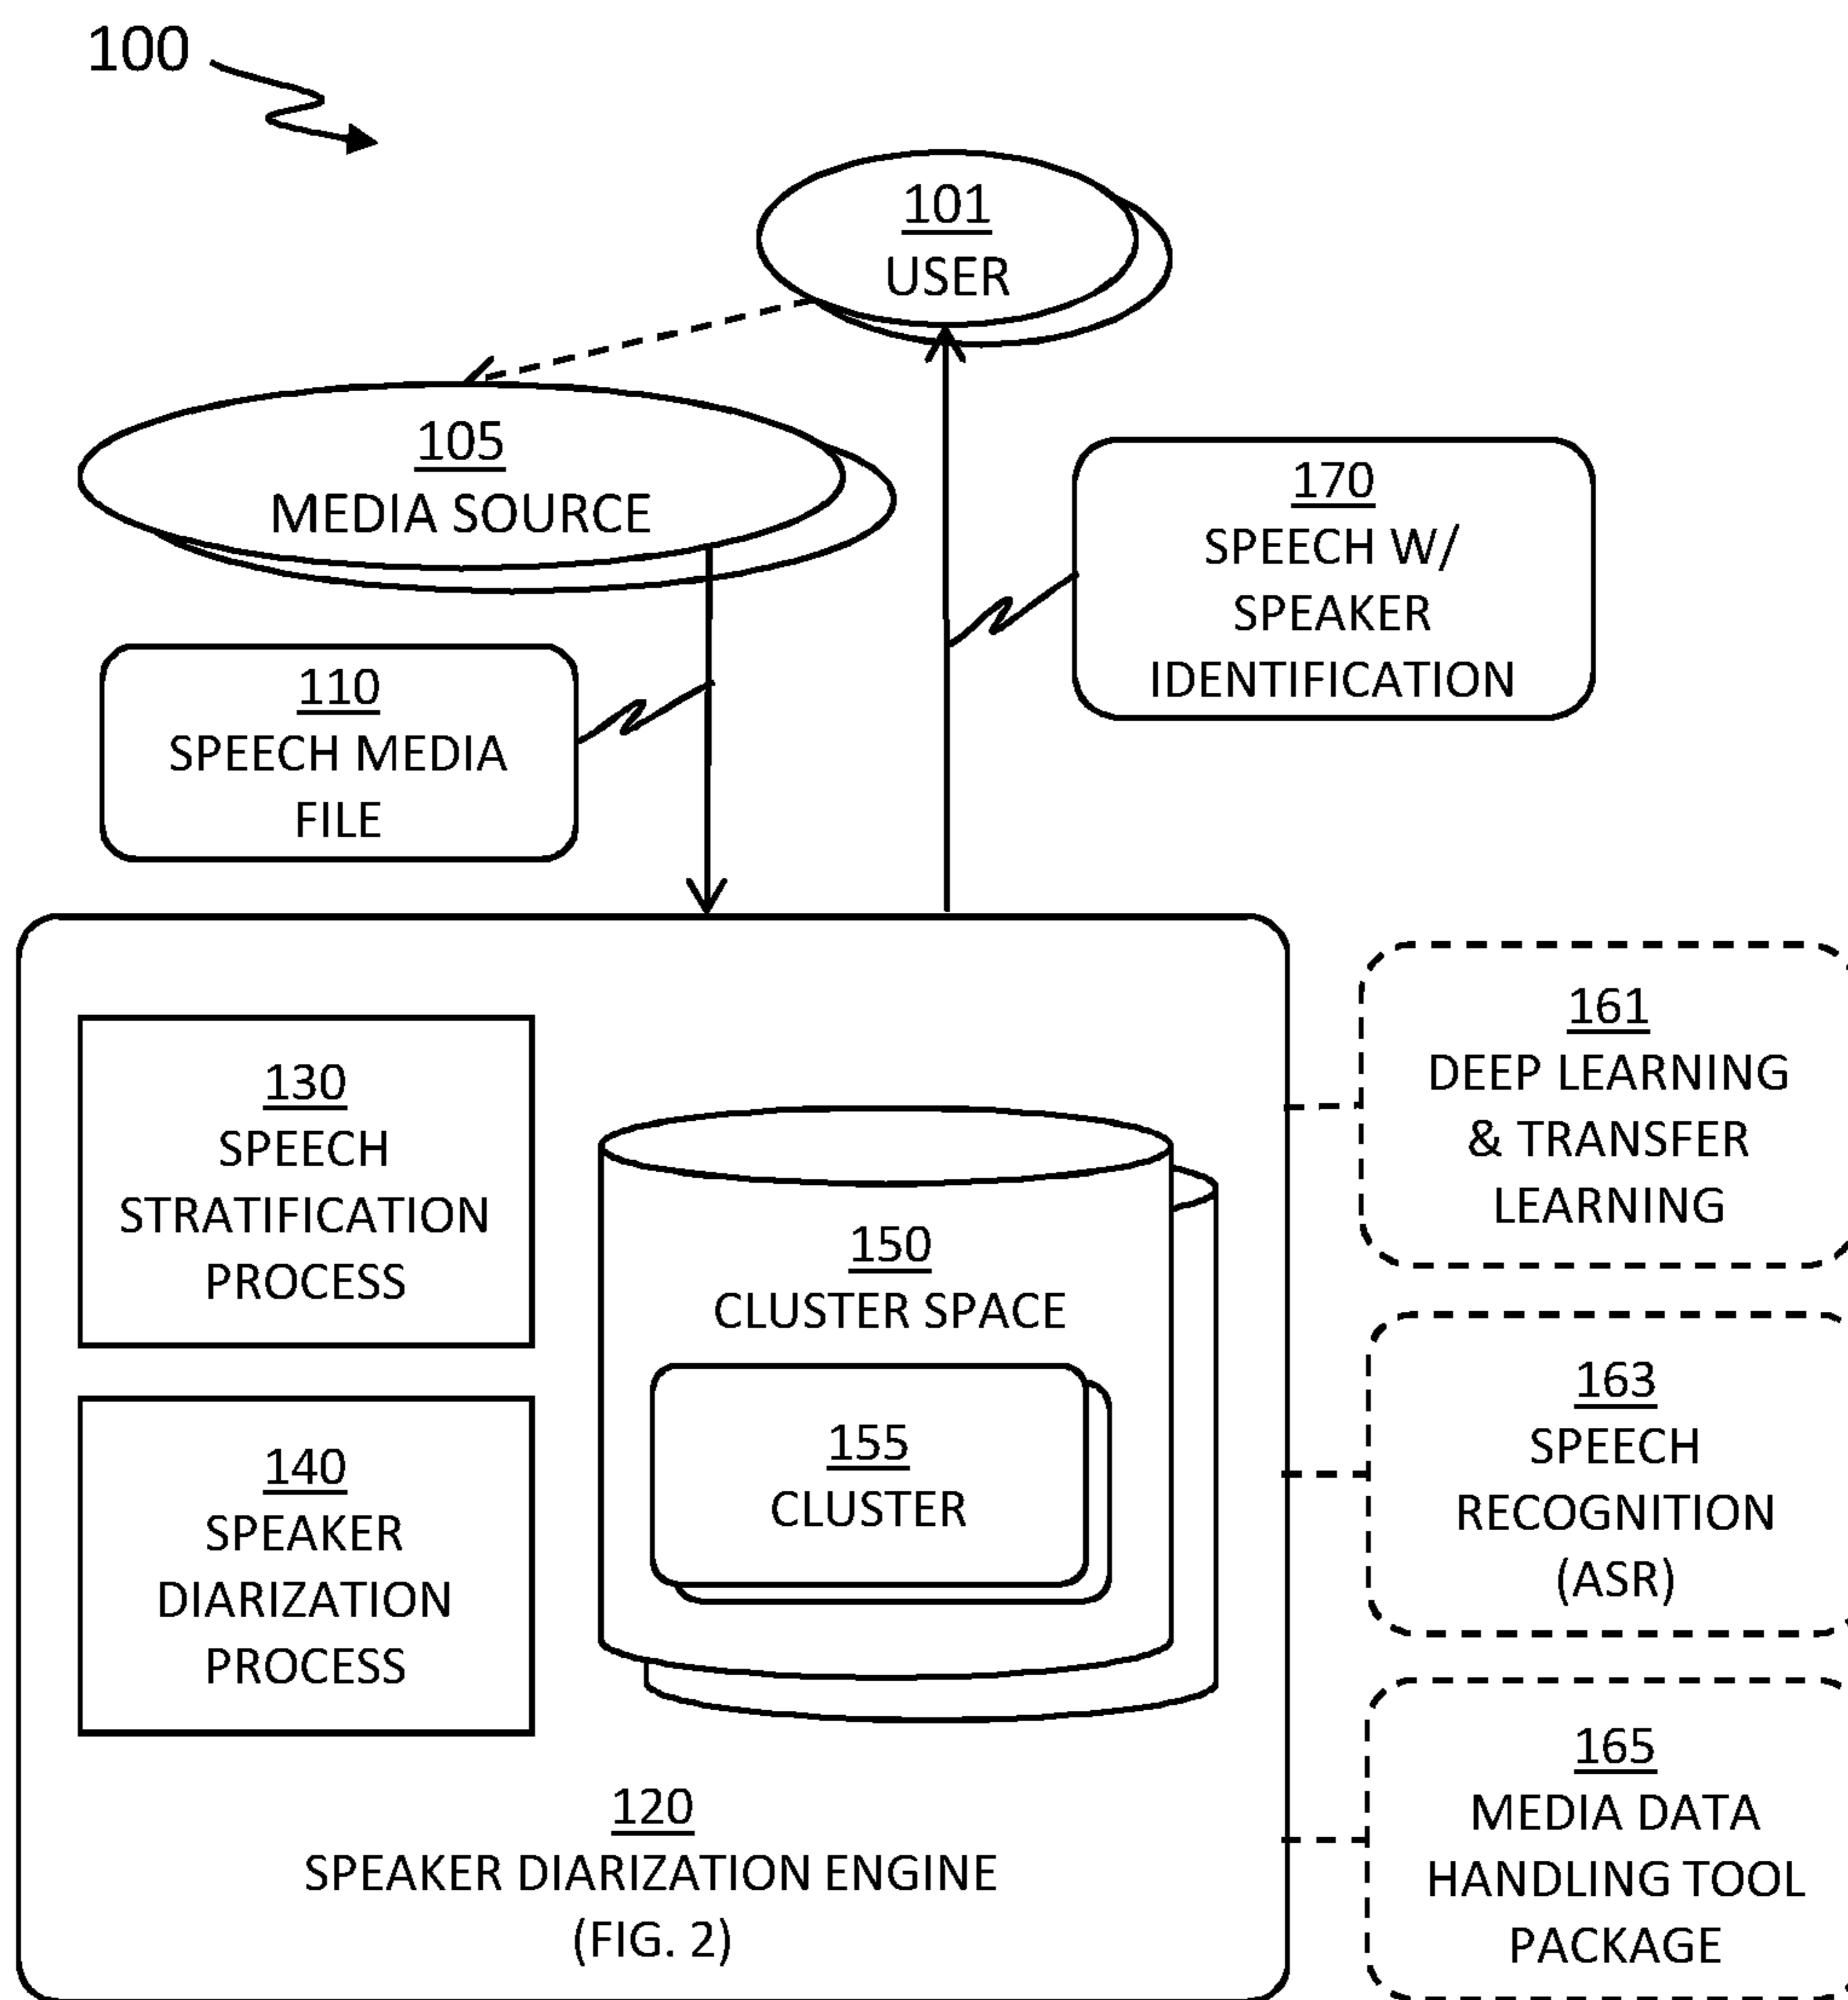 100
101
USER
105
MEDIA SOURCE
170
SPEECH W/
SPEAKER
IDENTIFICATION
110
SPEECH MEDIA
FILE
130
SPEECH
STRATIFICATION
PROCESS
140
SPEAKER
DIARIZATION
PROCESS
150
CLUSTER SPACE
155
CLUSTER
120
SPEAKER DIARIZATION ENGINE
(FIG. 2)
161
DEEP LEARNING
& TRANSFER
LEARNING
163
SPEECH
RECOGNITION
(ASR)
165
MEDIA DATA
HANDLING TOOL
PACKAGE